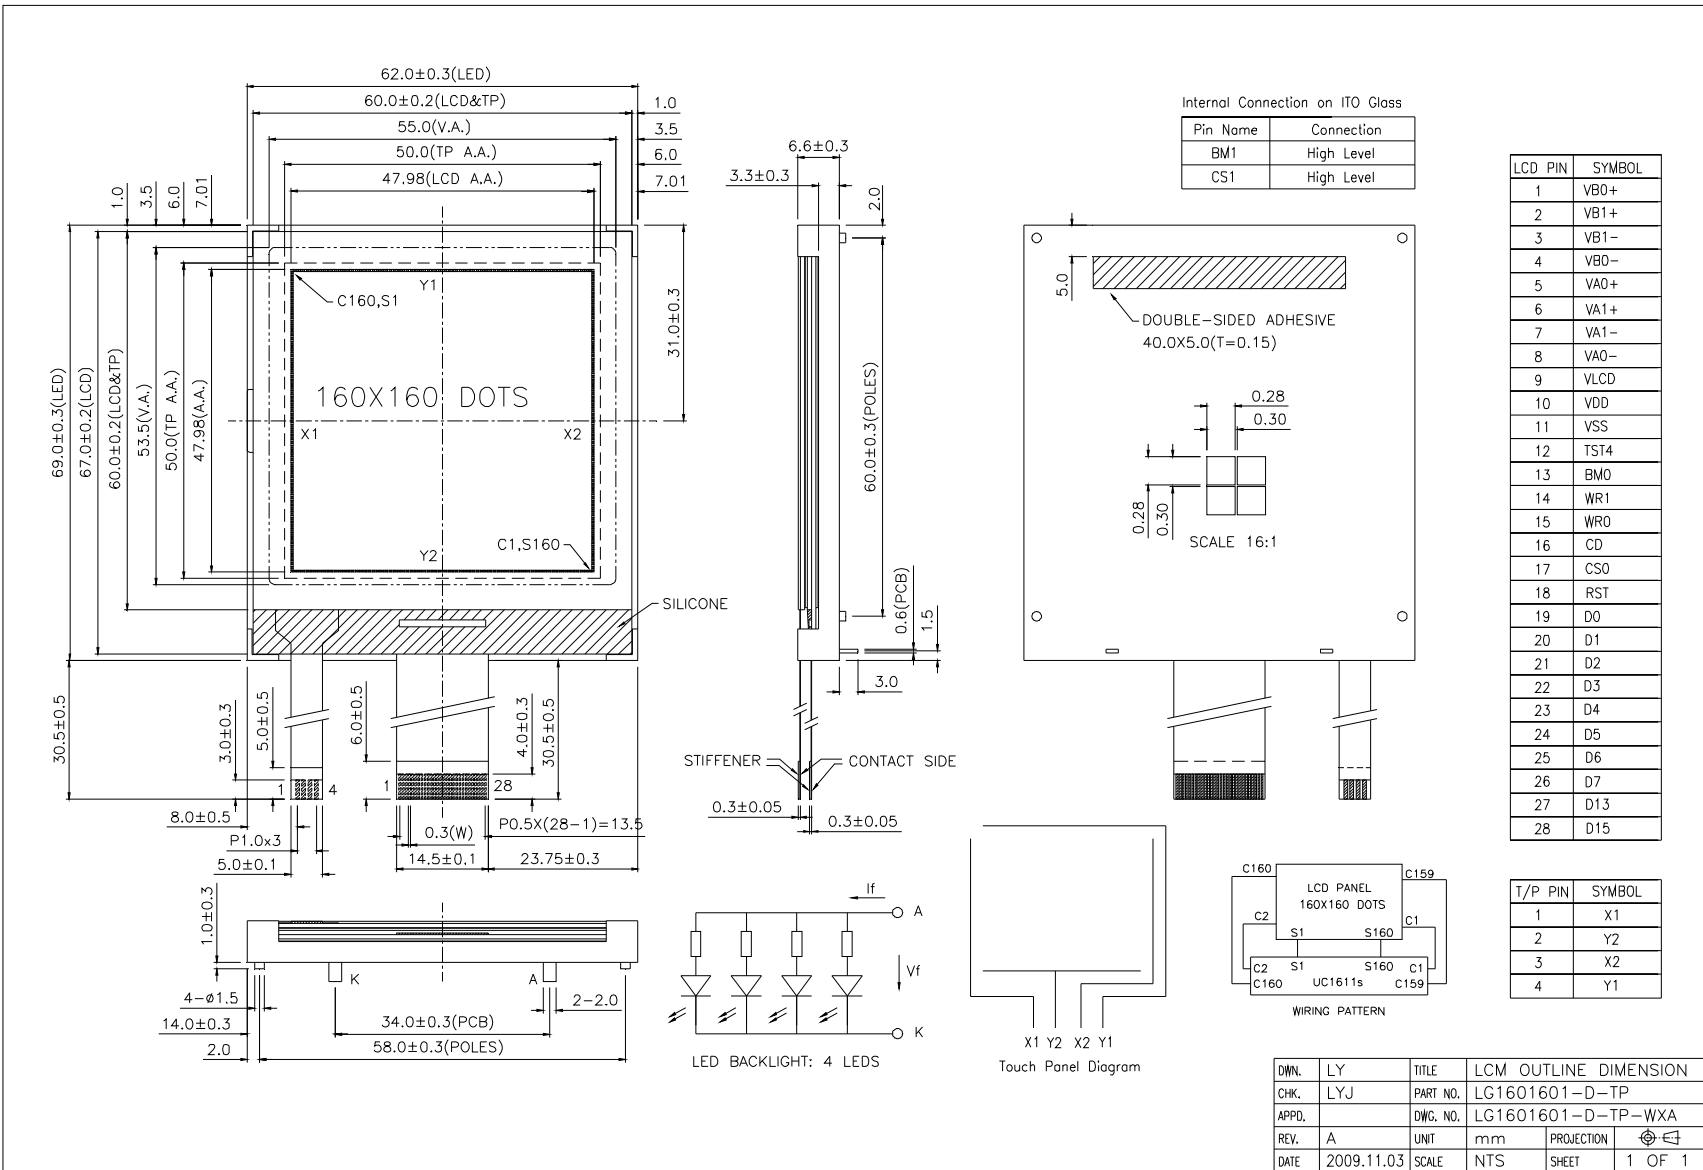 62.0±0.3(LED)
60.0±0.2(LCD&TP)
1.0
55.0(V.A.)
3.5
50.0(TP A.A.)
6.0
47.98(LCD A.A.)
7.01
1.0
3.5
6.0
7.01
69.0±0.3(LED)
67.0±0.2(LCD)
60.0±0.2(LCD&TP)
53.5(V.A.)
50.0(TP A.A.)
47.98(A.A.)
Y1
C160,S1
160X160 DOTS
X1
X2
C1,S160
Y2
31.0±0.3
SILICONE
30.5±0.5
3.0±0.3
5.0±0.5
6.0±0.5
4.0±0.3
30.5±0.5
1
4
1
28
8.0±0.5
P1.0x3
5.0±0.1
0.3(W)
P0.5X(28-1)=13.5
14.5±0.1
23.75±0.3
6.6±0.3
3.3±0.3
2.0
60.0±0.3(POLES)
0.6(PCB)
1.5
3.0
STIFFENER
CONTACT SIDE
0.3±0.05
0.3±0.05
Internal Connection on ITO Glass
Pin Name Connection
BM1 High Level
CS1 High Level
5.0
DOUBLE-SIDED ADHESIVE
40.0X5.0(T=0.15)
0.28
0.30
0.28
0.30
SCALE 16:1
LCD PIN SYMBOL
1 VB0+
2 VB1+
3 VB1-
4 VB0-
5 VA0+
6 VA1+
7 VA1-
8 VA0-
9 VLCD
10 VDD
11 VSS
12 TST4
13 BM0
14 WR1
15 WR0
16 CD
17 CS0
18 RST
19 D0
20 D1
21 D2
22 D3
23 D4
24 D5
25 D6
26 D7
27 D13
28 D15
T/P PIN SYMBOL
1 X1
2 Y2
3 X2
4 Y1
1.0±0.3
K
A
4-ø1.5
2-2.0
14.0±0.3
34.0±0.3(PCB)
2.0
58.0±0.3(POLES)
If
A
Vf
K
LED BACKLIGHT: 4 LEDS
X1 Y2 X2 Y1
Touch Panel Diagram
C160
C159
LCD PANEL
160X160 DOTS
C2
C1
S1 S160
C2 S1 S160 C1
C160 UC1611s C159
WIRING PATTERN
DWN. LY TITLE LCM OUTLINE DIMENSION
CHK. LYJ PART NO. LG1601601-D-TP
APPD. DWG. NO. LG1601601-D-TP-WXA
REV. A UNIT mm PROJECTION
DATE 2009.11.03 SCALE NTS SHEET 1 OF 1